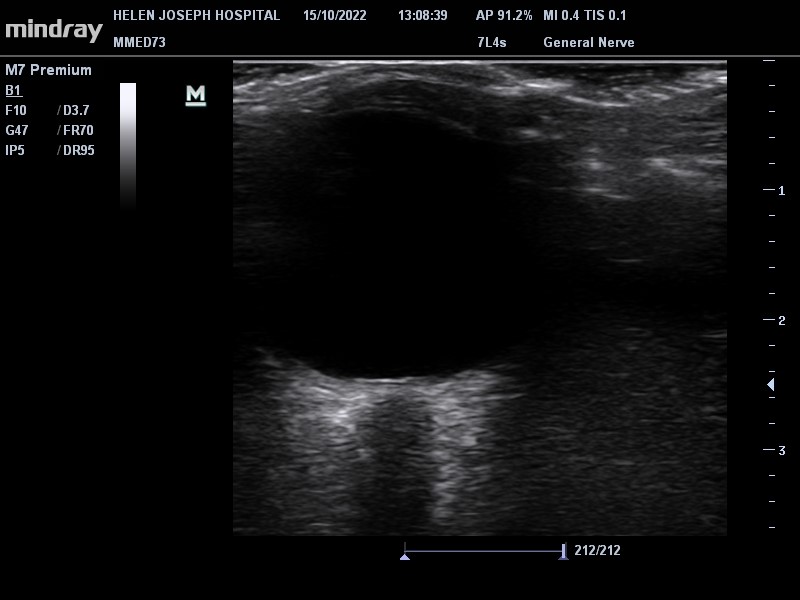 mindray
HELEN JOSEPH HOSPITAL 15/10/2022 13:08:39 AP 91.2% MI 0.4 TIS 0.1
MMED73 7L4s General Nerve
M7 Premium
B1
F10 / D3.7
G47 / FR70
IP5 / DR95
M
1
2
3
212/212